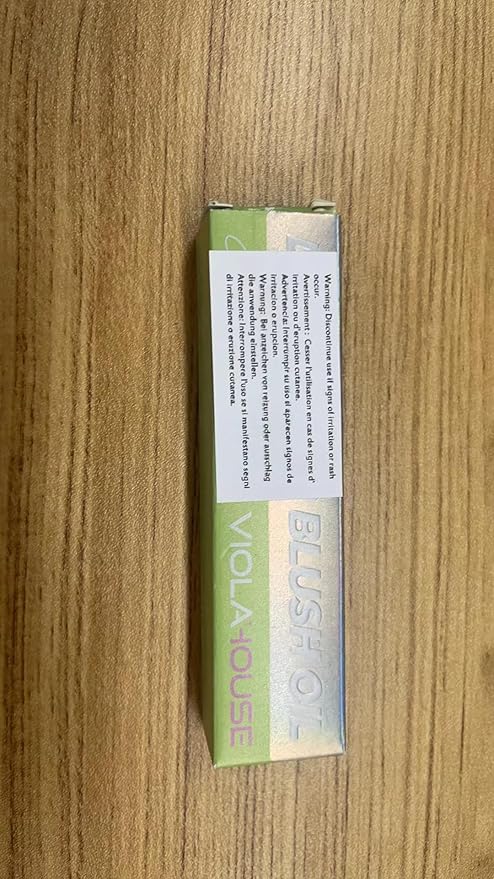 Warning: Discontinue use if signs of irritation or rash
occur.
Avertissement : Cesser l'utilisation en cas de signes d'
irritation ou d'eruption cutanee.
Advertencia: Interrumpir su uso si aparecen signos de
irritacion o erupcion.
Warnung: Bei anzeichen von reizung oder ausschlag
die anwendung einstellen.
Attenzione: Interrompere l'uso se si manifestano segni
di irritazione o eruzione cutanea.
BLUSH OIL
VIOLAHOUSE